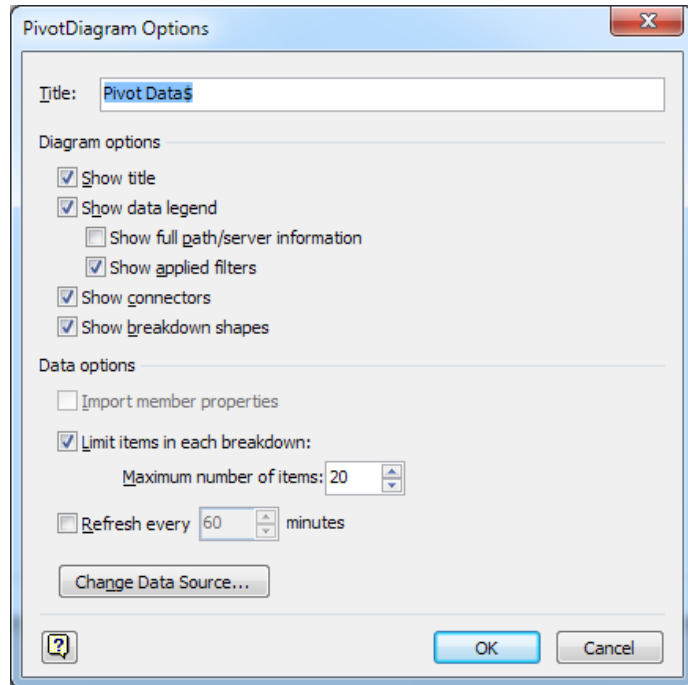 PivotDiagram Options
Title: Pivot Data$
Diagram options
Show title
Show data legend
Show full path/server information
Show applied filters
Show connectors
Show breakdown shapes
Data options
Import member properties
Limit items in each breakdown:
Maximum number of items: 20
Refresh every 60 minutes
Change Data Source...
OK Cancel